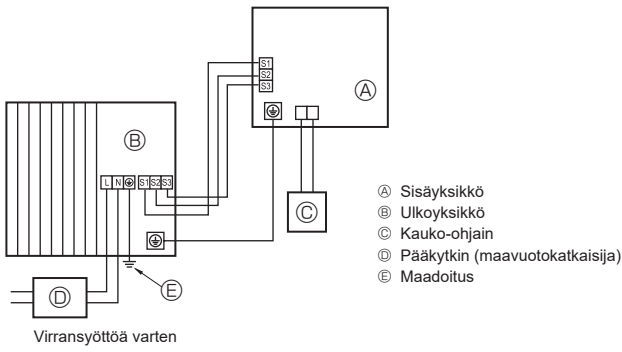 S1
S2
S3
Ⓐ
Ⓑ
L N S1 S2 S3
Ⓒ
Ⓓ
Ⓔ
Virransyöttöä varten
Ⓐ Sisäyksikkö
Ⓑ Ulkoyksikkö
Ⓒ Kauko-ohjain
Ⓓ Pääkytkin (maavuotokatkaisija)
Ⓔ Maadoitus